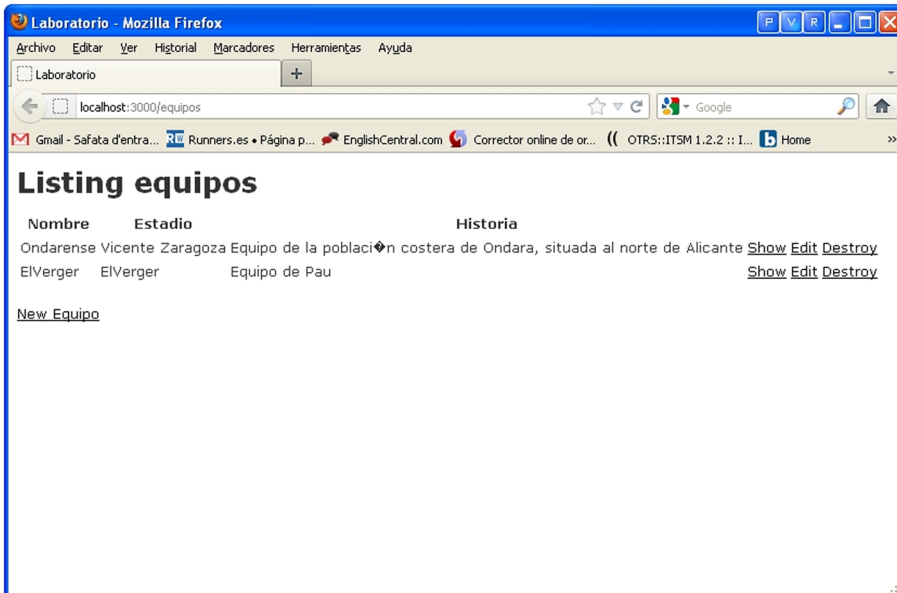 Laboratorio - Mozilla Firefox
P V R
Archivo Editar Ver Historial Marcadores Herramientas Ayuda
Laboratorio +
localhost:3000/equipos Google
Gmail - Safata d'entra... RW Runners.es • Página p... EnglishCentral.com Corrector online de or... (( OTRS::ITSM 1.2.2 :: I... b Home »
Listing equipos
Nombre Estadio Historia
Ondarense Vicente Zaragoza Equipo de la poblaci�n costera de Ondara, situada al norte de Alicante Show Edit Destroy
ElVerger ElVerger Equipo de Pau Show Edit Destroy
New Equipo